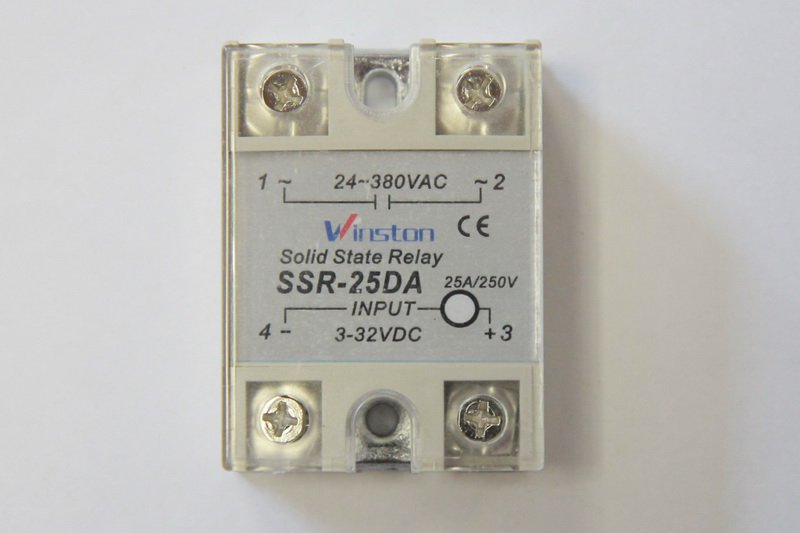 1 ~ 24~380VAC ~ 2
Winston CE
Solid State Relay
SSR-25DA 25A/250V
INPUT
4 - 3-32VDC +3